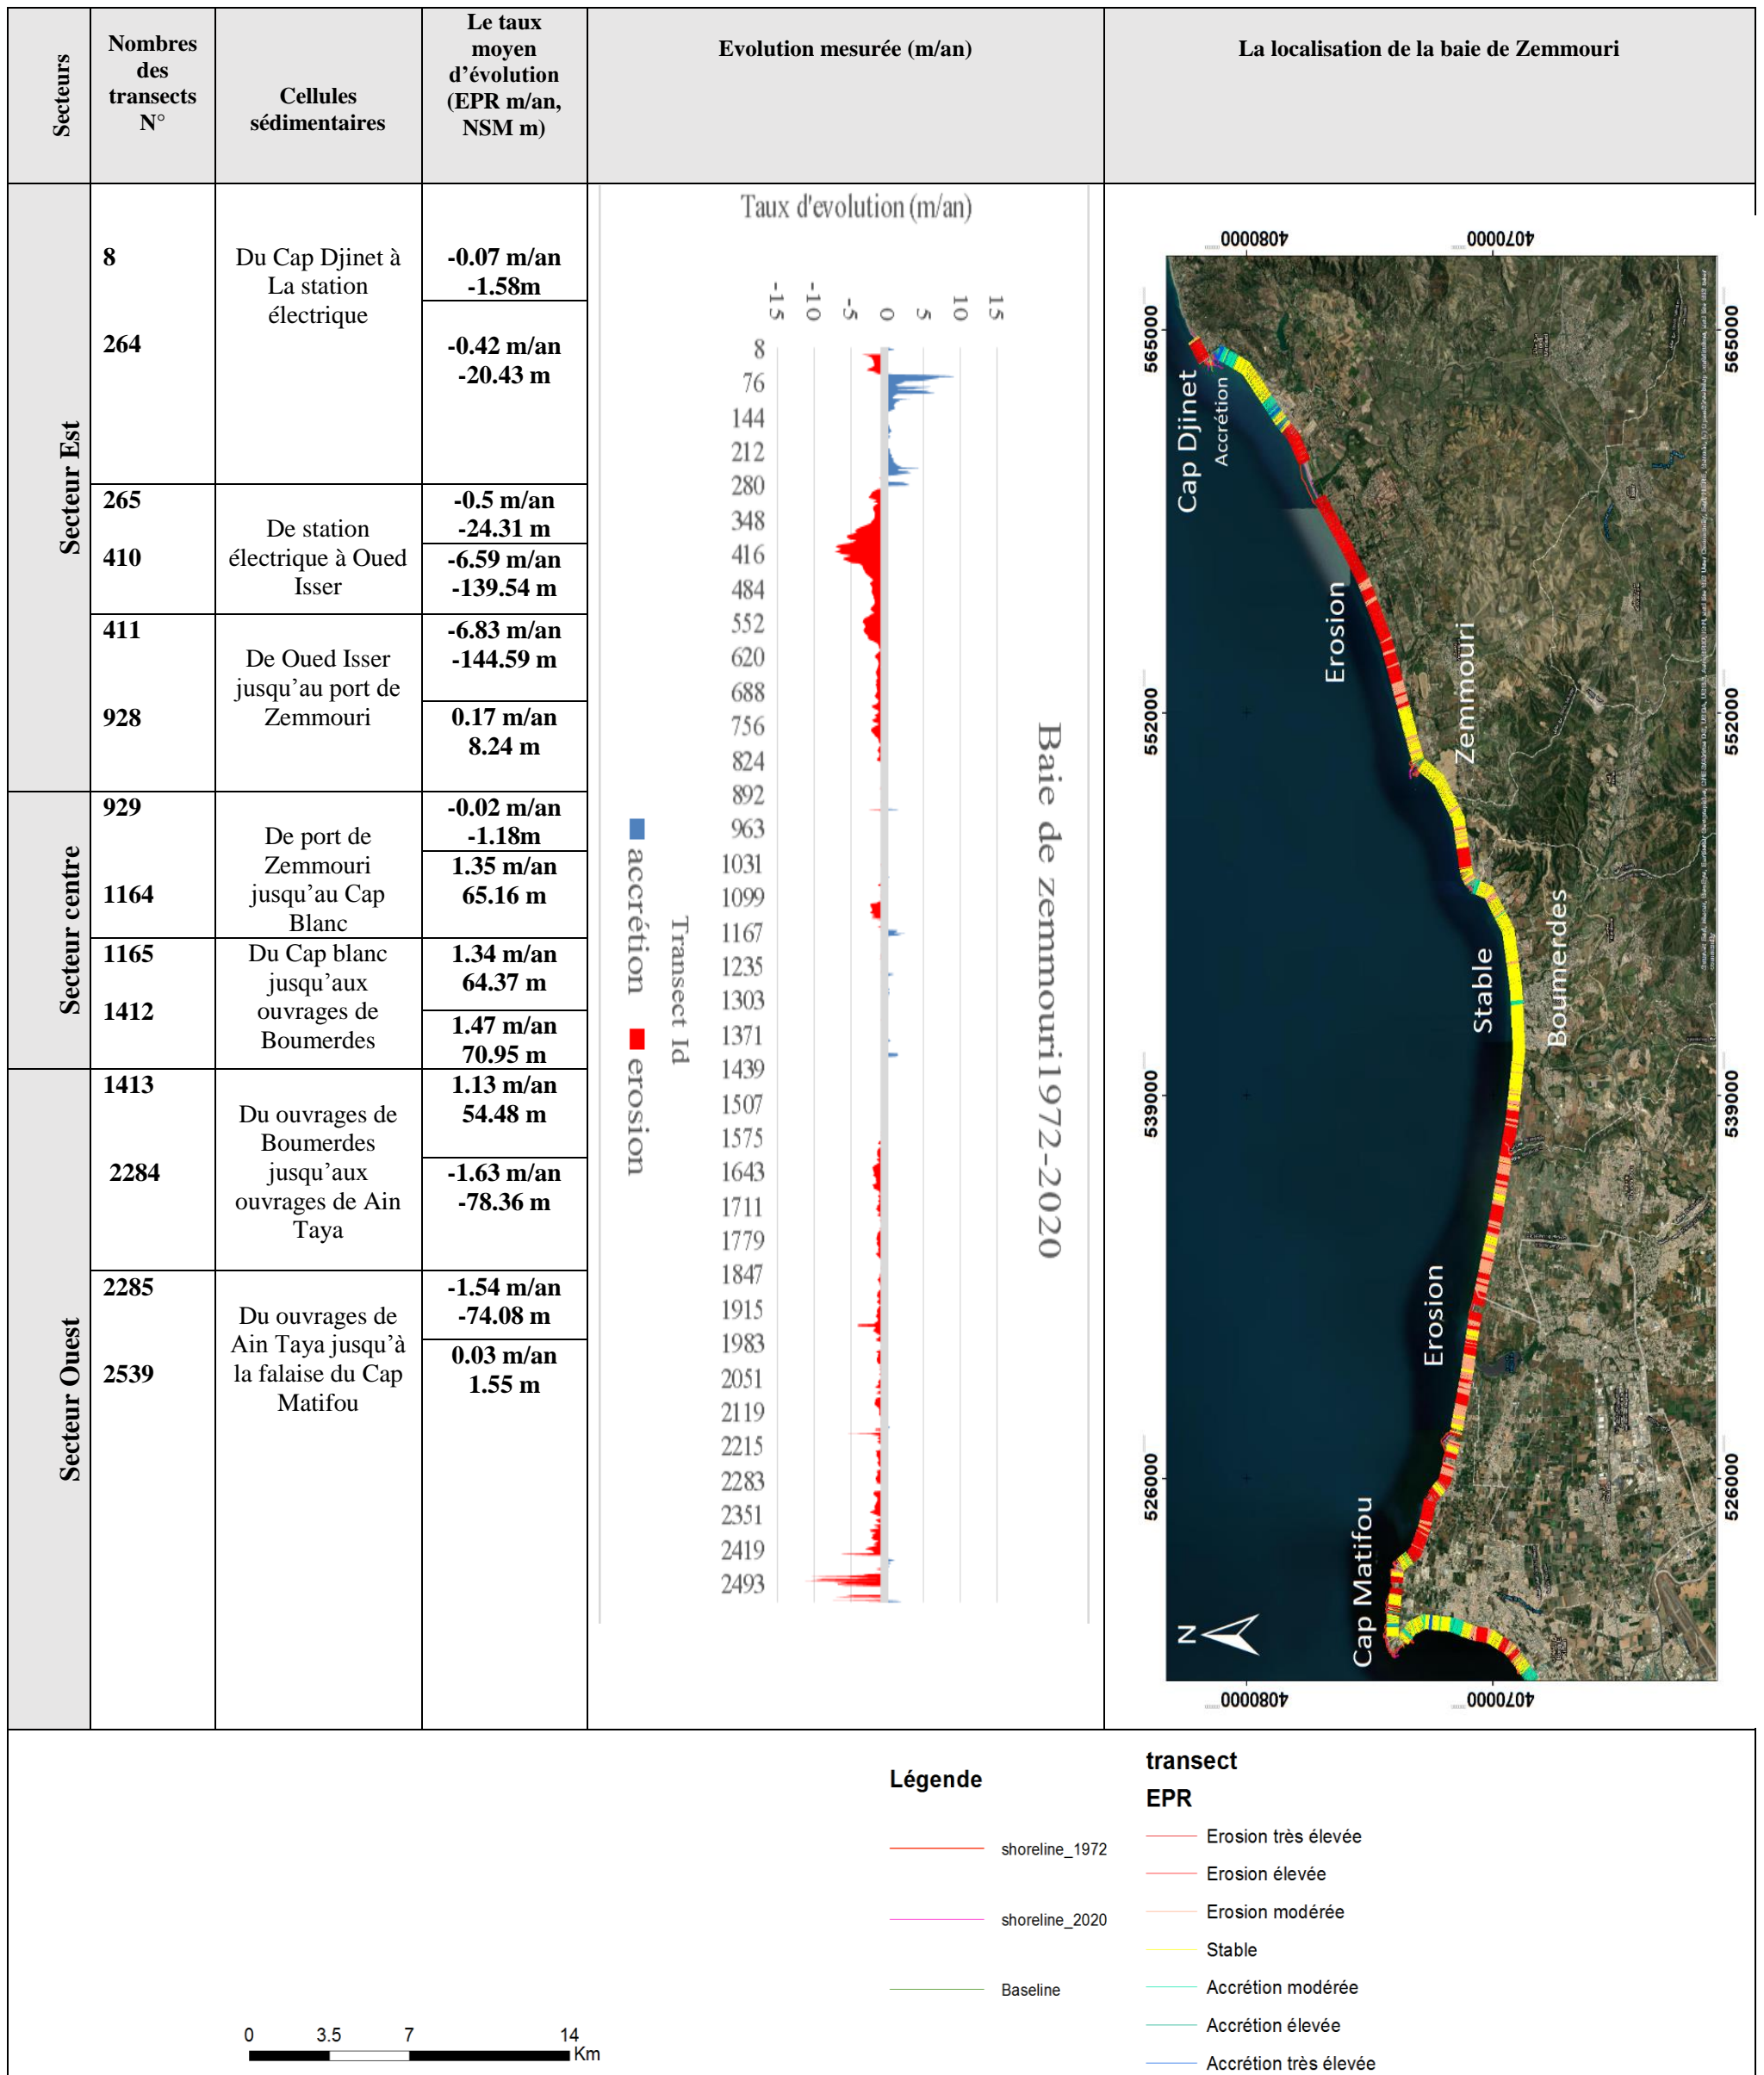 Secteurs
Nombres
des
transects
N°
Cellules
sédimentaires
Le taux
moyen
d'évolution
(EPR m/an,
NSM m)
Evolution mesurée (m/an)
La localisation de la baie de Zemmouri
Secteur Est
8
264
Du Cap Djinet à
La station
électrique
-0.07 m/an
-1.58m
-0.42 m/an
-20.43 m
265
410
De station
électrique à Oued
Isser
-0.5 m/an
-24.31 m
-6.59 m/an
-139.54 m
411
928
De Oued Isser
jusqu'au port de
Zemmouri
-6.83 m/an
-144.59 m
0.17 m/an
8.24 m
Secteur centre
929
1164
De port de
Zemmouri
jusqu'au Cap
Blanc
-0.02 m/an
-1.18m
1.35 m/an
65.16 m
1165
1412
Du Cap blanc
jusqu'aux
ouvrages de
Boumerdes
1.34 m/an
64.37 m
1.47 m/an
70.95 m
Secteur Ouest
1413
2284
Du ouvrages de
Boumerdes
jusqu'aux
ouvrages de Ain
Taya
1.13 m/an
54.48 m
-1.63 m/an
-78.36 m
2285
2539
Du ouvrages de
Ain Taya jusqu'à
la falaise du Cap
Matifou
-1.54 m/an
-74.08 m
0.03 m/an
1.55 m
Taux d'evolution (m/an)
-15
-10
-5
0
5
10
15
8
76
144
212
280
348
416
484
552
620
688
756
824
892
963
1031
1099
1167
1235
1303
1371
1439
1507
1575
1643
1711
1779
1847
1915
1983
2051
2119
2215
2283
2351
2419
2493
Transect Id
accrétion
erosion
Baie de zemmouri1972-2020
4080000
4070000
565000
565000
552000
552000
539000
539000
526000
526000
4080000
4070000
Cap Djinet
Accrétion
Erosion
Zemmouri
Stable
Boumerdes
Erosion
Cap Matifou
N
Légende
shoreline_1972
shoreline_2020
Baseline
transect
EPR
Erosion très élevée
Erosion élevée
Erosion modérée
Stable
Accrétion modérée
Accrétion élevée
Accrétion très élevée
0
3.5
7
14
Km